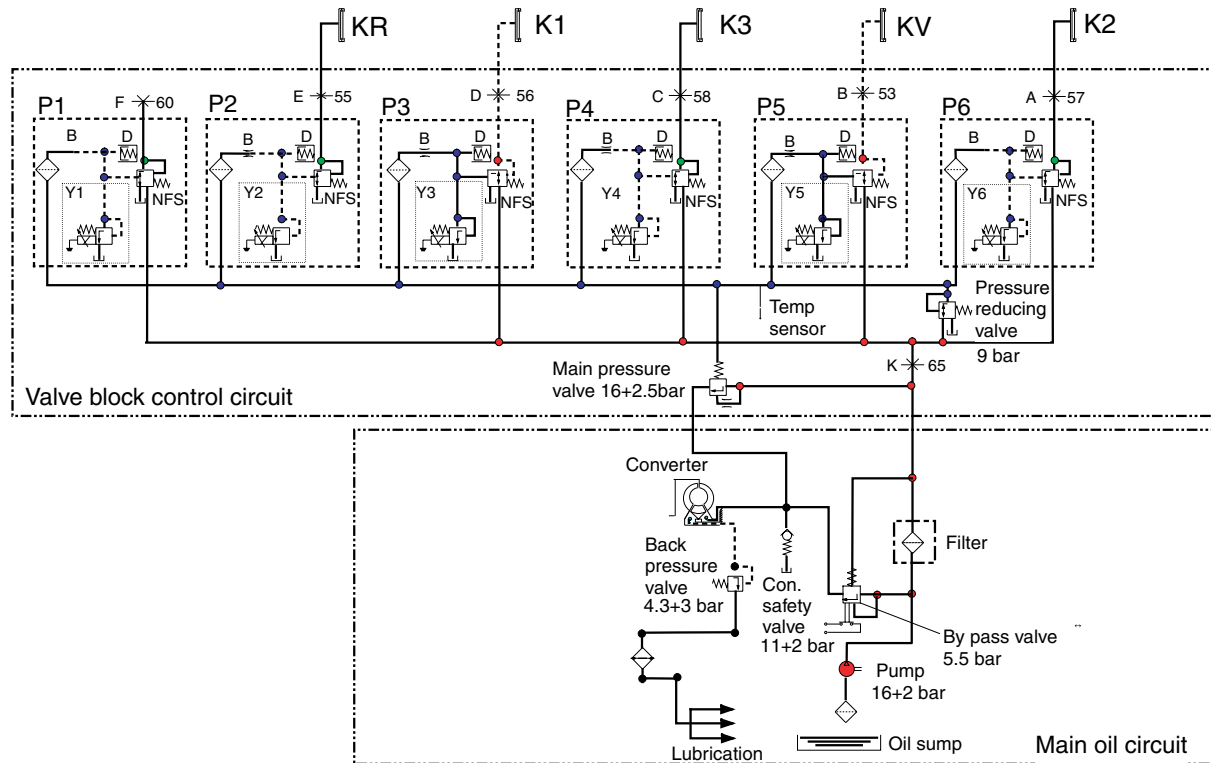 KR
K1
K3
KV
K2
P1
F 60
P2
E 55
P3
D 56
P4
C 58
P5
B 53
P6
A 57
B D
B D
B D
B D
B D
B D
Y1
NFS
Y2
NFS
Y3
NFS
Y4
NFS
Y5
NFS
Y6
NFS
Temp
sensor
Pressure
reducing
valve
9 bar
Main pressure
valve 16+2.5bar
K 65
Valve block control circuit
Converter
Back
pressure
valve
4.3+3 bar
Con.
safety
valve
11+2 bar
Filter
By pass valve
5.5 bar
Pump
16+2 bar
Lubrication
Oil sump
Main oil circuit